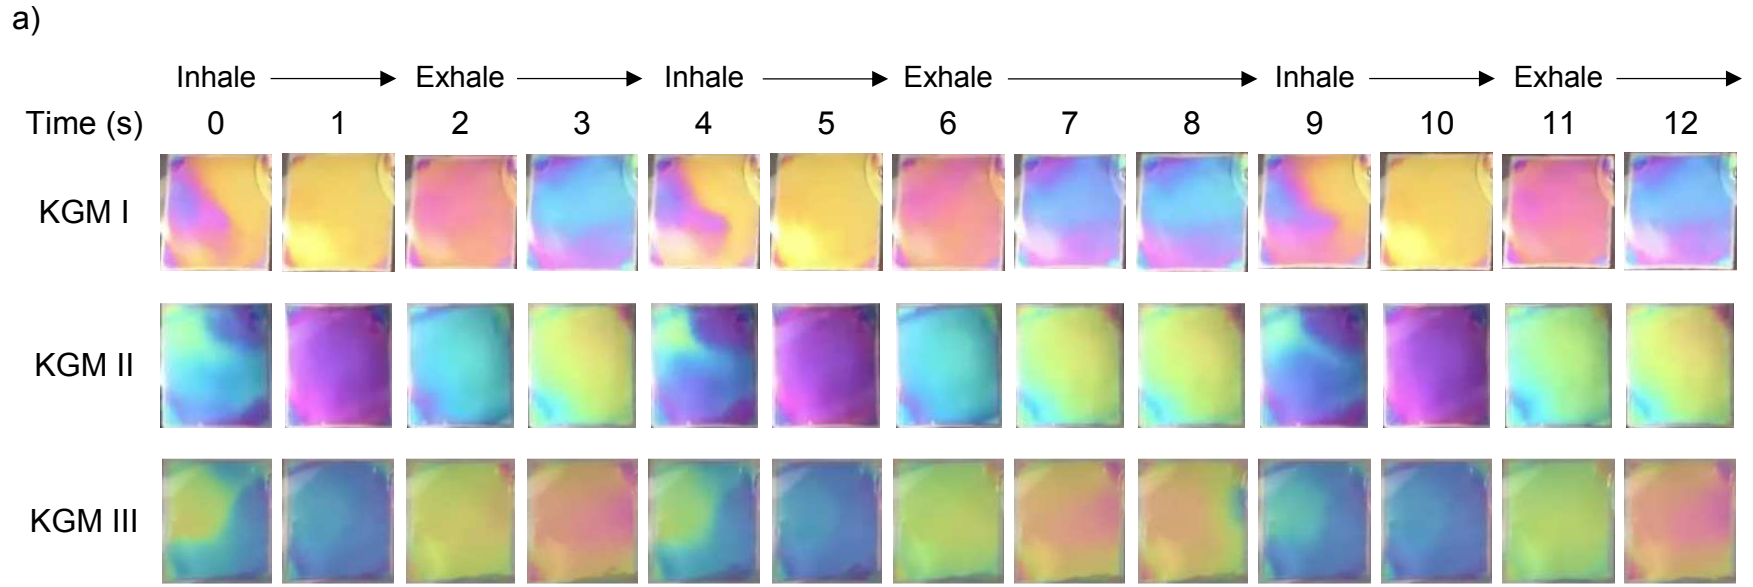 a)
Inhale Exhale Inhale Exhale Inhale Exhale
Time (s) 0 1 2 3 4 5 6 7 8 9 10 11 12
KGM I
KGM II
KGM III